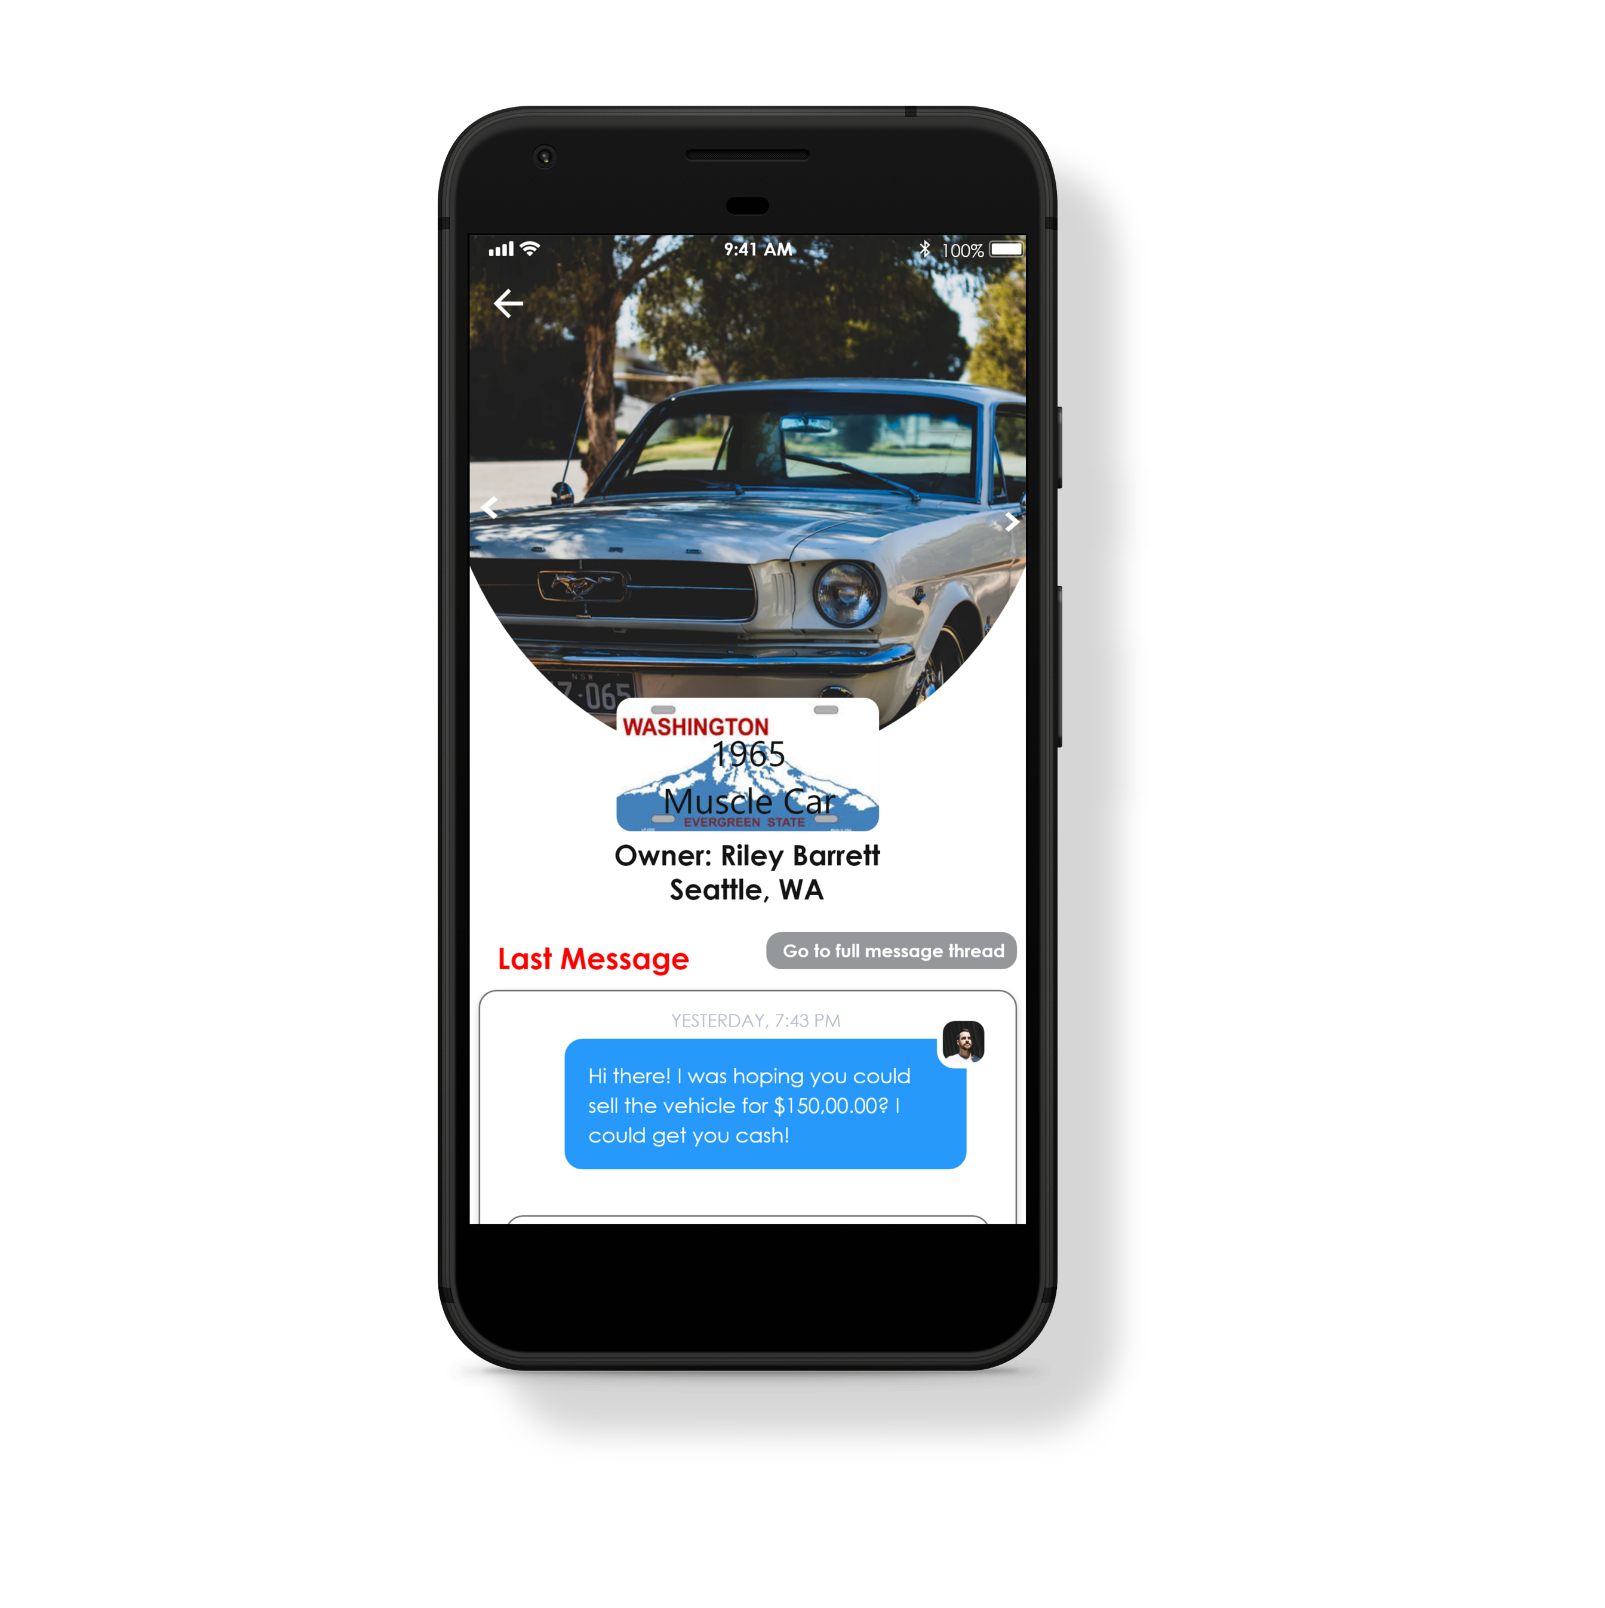 9:41 AM
100%
NSW
7·065
WASHINGTON
1965
Muscle Car
EVERGREEN STATE
Owner: Riley Barrett
Seattle, WA
Last Message
Go to full message thread
YESTERDAY, 7:43 PM
Hi there! I was hoping you could
sell the vehicle for $150,00.00? I
could get you cash!